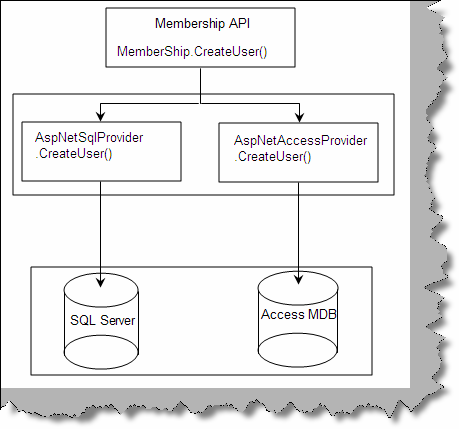 Membership API
MemberShip.CreateUser()
AspNetSqlProvider
.CreateUser()
AspNetAccessProvider
.CreateUser()
SQL Server
Access MDB